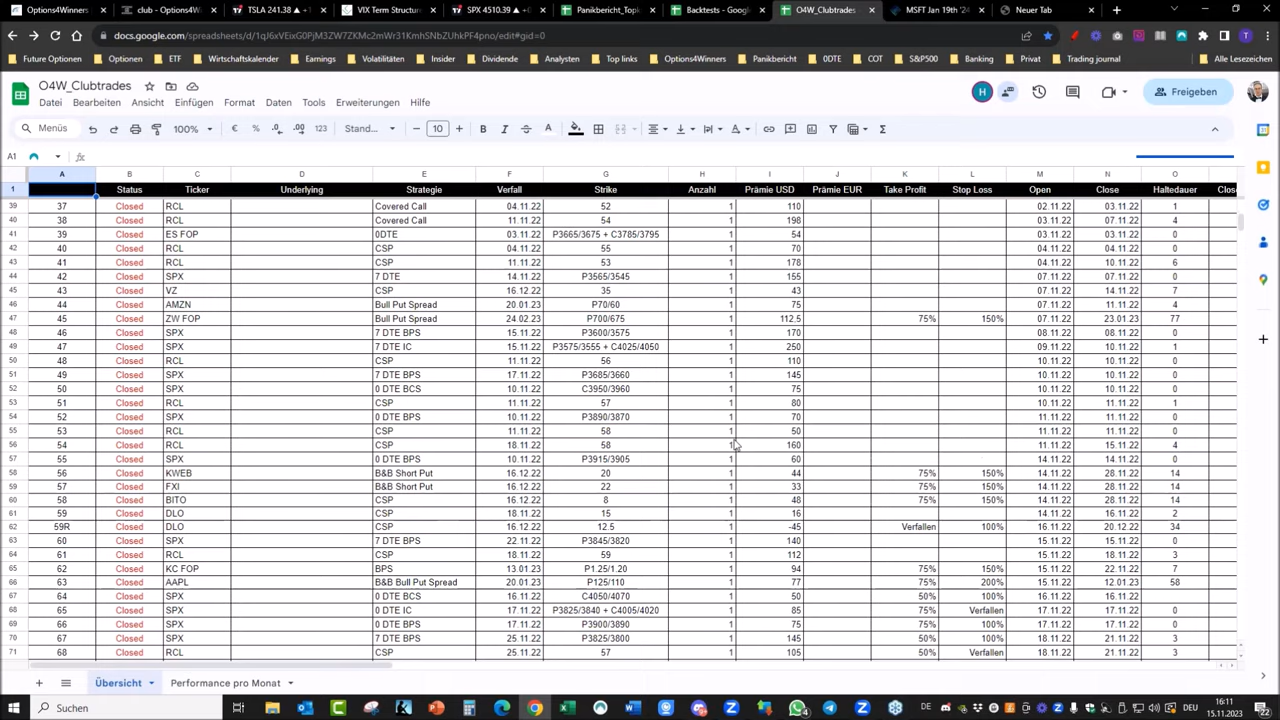 Options4Winners
club - Options4W
TSLA 241.38 ▲ +1
VIX Term Structure
SPX 4510.39 ▲ +0
Panikbericht_Topic
Backtests - Google
O4W_Clubtrades
MSFT Jan 19th '24
Neuer Tab
docs.google.com/spreadsheets/d/1qJ6xVEixG0PjM3ZW7ZKMc2mWr31KmhSNbZUhkPF4pno/edit#gid=0
Future Optionen Optionen ETF Wirtschaftskalender Earnings Volatilitäten Insider Dividende Analysten Top links Options4Winners Panikbericht 0DTE COT S&P500 Banking Privat Trading journal Alle Lesezeichen
O4W_Clubtrades
Datei Bearbeiten Ansicht Einfügen Format Daten Tools Erweiterungen Hilfe
H
Freigeben
Menüs 100% € % .0 .00 123 Stand... 10 B I A
A1 fx
A B C D E F G H I J K L M N O
1 Status Ticker Underlying Strategie Verfall Strike Anzahl Prämie USD Prämie EUR Take Profit Stop Loss Open Close Haltedauer Clos
39 37 Closed RCL Covered Call 04.11.22 52 1 110 02.11.22 03.11.22 1
40 38 Closed RCL Covered Call 11.11.22 54 1 198 03.11.22 07.11.22 4
41 39 Closed ES FOP 0DTE 03.11.22 P3665/3675 + C3785/3795 1 54 03.11.22 03.11.22 0
42 40 Closed RCL CSP 04.11.22 55 1 70 04.11.22 04.11.22 0
43 41 Closed RCL CSP 11.11.22 53 1 178 04.11.22 10.11.22 6
44 42 Closed SPX 7 DTE 14.11.22 P3565/3545 1 155 07.11.22 07.11.22 0
45 43 Closed VZ CSP 16.12.22 35 1 43 07.11.22 14.11.22 7
46 44 Closed AMZN Bull Put Spread 20.01.23 P70/60 1 75 07.11.22 11.11.22 4
47 45 Closed ZW FOP Bull Put Spread 24.02.23 P700/675 1 112,5 75% 150% 07.11.22 23.01.23 77
48 46 Closed SPX 7 DTE BPS 15.11.22 P3600/3575 1 170 08.11.22 08.11.22 0
49 47 Closed SPX 7 DTE IC 15.11.22 P3575/3555 + C4025/4050 1 250 09.11.22 10.11.22 1
50 48 Closed RCL CSP 11.11.22 56 1 110 10.11.22 10.11.22 0
51 49 Closed SPX 7 DTE BPS 17.11.22 P3685/3660 1 145 10.11.22 10.11.22 0
52 50 Closed SPX 0 DTE BCS 10.11.22 C3950/3960 1 75 10.11.22 10.11.22 0
53 51 Closed RCL CSP 11.11.22 57 1 80 10.11.22 11.11.22 1
54 52 Closed SPX 0 DTE BPS 10.11.22 P3890/3870 1 70 11.11.22 11.11.22 0
55 53 Closed RCL CSP 11.11.22 58 1 50 11.11.22 11.11.22 0
56 54 Closed RCL CSP 18.11.22 58 1 160 11.11.22 15.11.22 4
57 55 Closed SPX 0 DTE BPS 14.11.22 P3915/3905 1 60 14.11.22 14.11.22 0
58 56 Closed KWEB B&B Short Put 16.12.22 20 1 44 75% 150% 14.11.22 28.11.22 14
59 57 Closed FXI B&B Short Put 16.12.22 22 1 33 75% 150% 14.11.22 28.11.22 14
60 58 Closed BITO CSP 16.12.22 8 1 48 75% 150% 14.11.22 28.11.22 14
61 59 Closed DLO CSP 18.11.22 15 1 16 14.11.22 16.11.22 2
62 59R Closed DLO CSP 16.12.22 12.5 1 -45 Verfallen 100% 16.11.22 20.12.22 34
63 60 Closed SPX 7 DTE BPS 22.11.22 P3845/3820 1 140 15.11.22 15.11.22 0
64 61 Closed RCL CSP 18.11.22 59 1 112 15.11.22 18.11.22 3
65 62 Closed KC FOP BPS 13.01.23 P1.25/1.20 1 94 75% 150% 15.11.22 22.11.22 7
66 63 Closed AAPL B&B Bull Put Spread 20.01.23 P125/110 1 77 75% 200% 15.11.22 12.01.23 58
67 64 Closed SPX 0 DTE BCS 16.11.22 C4050/4070 1 50 50% 100% 16.11.22 16.11.22
68 65 Closed SPX 0 DTE IC 17.11.22 P3825/3840 + C4005/4020 1 85 75% Verfallen 17.11.22 17.11.22 0
69 66 Closed SPX 0 DTE BPS 17.11.22 P3900/3890 1 75 75% 100% 17.11.22 17.11.22 0
70 67 Closed SPX 7 DTE BPS 25.11.22 P3825/3800 1 145 50% 100% 18.11.22 21.11.22 3
71 68 Closed RCL CSP 25.11.22 57 1 105 50% Verfallen 18.11.22 21.11.22 3
Übersicht Performance pro Monat
Suchen
4
DEU
16:11
15.11.2023
22